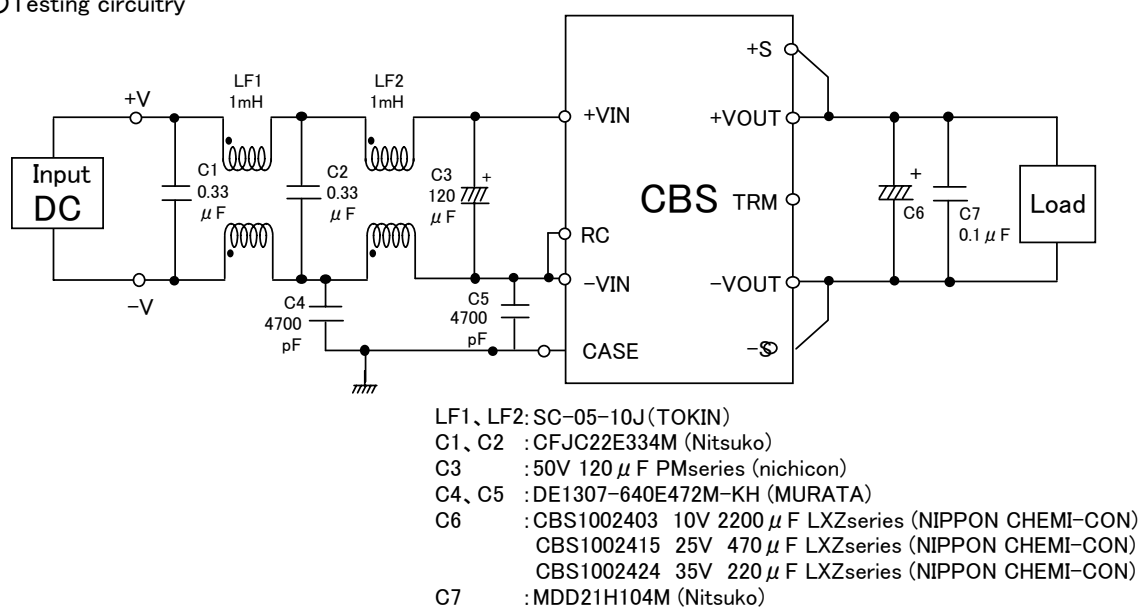 Testing circuitry
LF1
1mH
LF2
1mH
+V
−V
Input
DC
C1
0.33
μF
C2
0.33
μF
C3
120
μF
+
C4
4700
pF
C5
4700
pF
+VIN
RC
−VIN
CASE
CBS
+S
+VOUT
TRM
−VOUT
−S
+
C6
C7
0.1μF
Load
LF1、LF2:SC-05-10J(TOKIN)
C1、C2 :CFJC22E334M (Nitsuko)
C3 :50V 120μF PMseries (nichicon)
C4、C5 :DE1307-640E472M-KH (MURATA)
C6 :CBS1002403 10V 2200μF LXZseries (NIPPON CHEMI-CON)
CBS1002415 25V 470μF LXZseries (NIPPON CHEMI-CON)
CBS1002424 35V 220μF LXZseries (NIPPON CHEMI-CON)
C7 :MDD21H104M (Nitsuko)